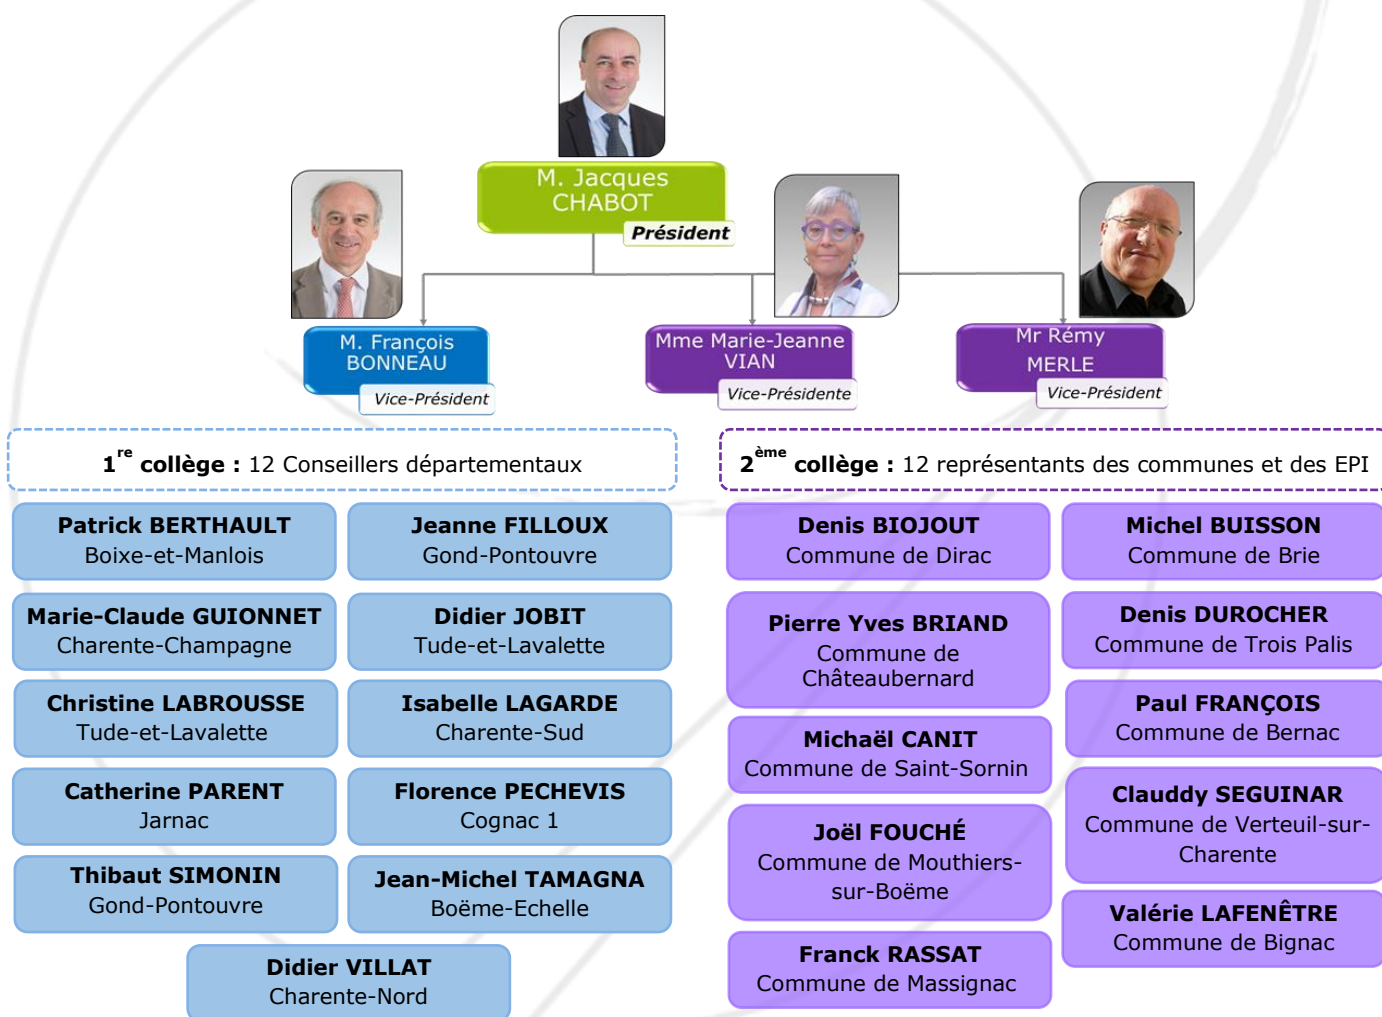 M. Jacques
CHABOT
Président
M. François
BONNEAU
Vice-Président
Mme Marie-Jeanne
VIAN
Vice-Présidente
Mr Rémy
MERLE
Vice-Président
1re collège : 12 Conseillers départementaux
Patrick BERTHAULT
Boixe-et-Manlois
Jeanne FILLOUX
Gond-Pontouvre
Marie-Claude GUIONNET
Charente-Champagne
Didier JOBIT
Tude-et-Lavalette
Christine LABROUSSE
Tude-et-Lavalette
Isabelle LAGARDE
Charente-Sud
Catherine PARENT
Jarnac
Florence PECHEVIS
Cognac 1
Thibaut SIMONIN
Gond-Pontouvre
Jean-Michel TAMAGNA
Boëme-Echelle
Didier VILLAT
Charente-Nord
2ème collège : 12 représentants des communes et des EPI
Denis BIOJOUT
Commune de Dirac
Michel BUISSON
Commune de Brie
Pierre Yves BRIAND
Commune de
Châteaubernard
Denis DUROCHER
Commune de Trois Palis
Michaël CANIT
Commune de Saint-Sornin
Paul FRANÇOIS
Commune de Bernac
Joël FOUCHÉ
Commune de Mouthiers-
sur-Boëme
Clauddy SEGUINAR
Commune de Verteuil-sur-
Charente
Franck RASSAT
Commune de Massignac
Valérie LAFENÊTRE
Commune de Bignac